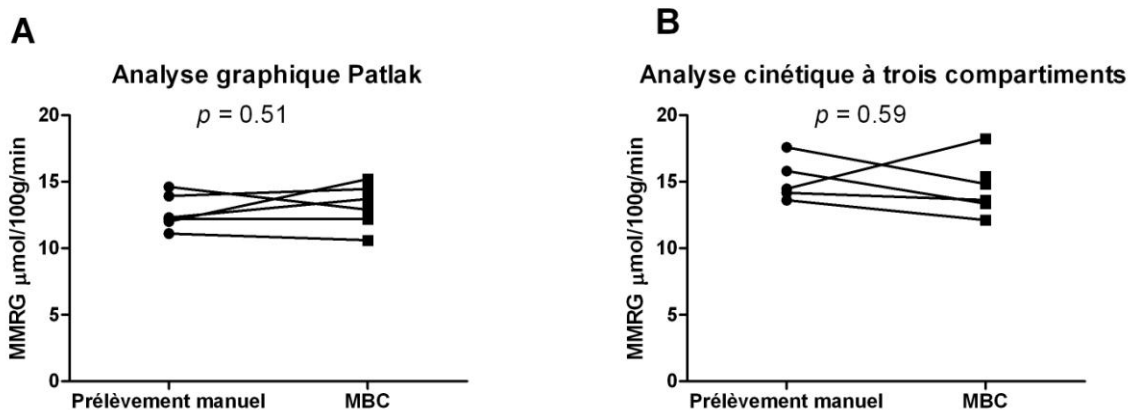 A
Analyse graphique Patlak
p = 0.51
MMRG µmol/100g/min
20
15
10
5
0
Prélèvement manuel
MBC
B
Analyse cinétique à trois compartiments
p = 0.59
MMRG µmol/100g/min
20
15
10
5
0
Prélèvement manuel
MBC